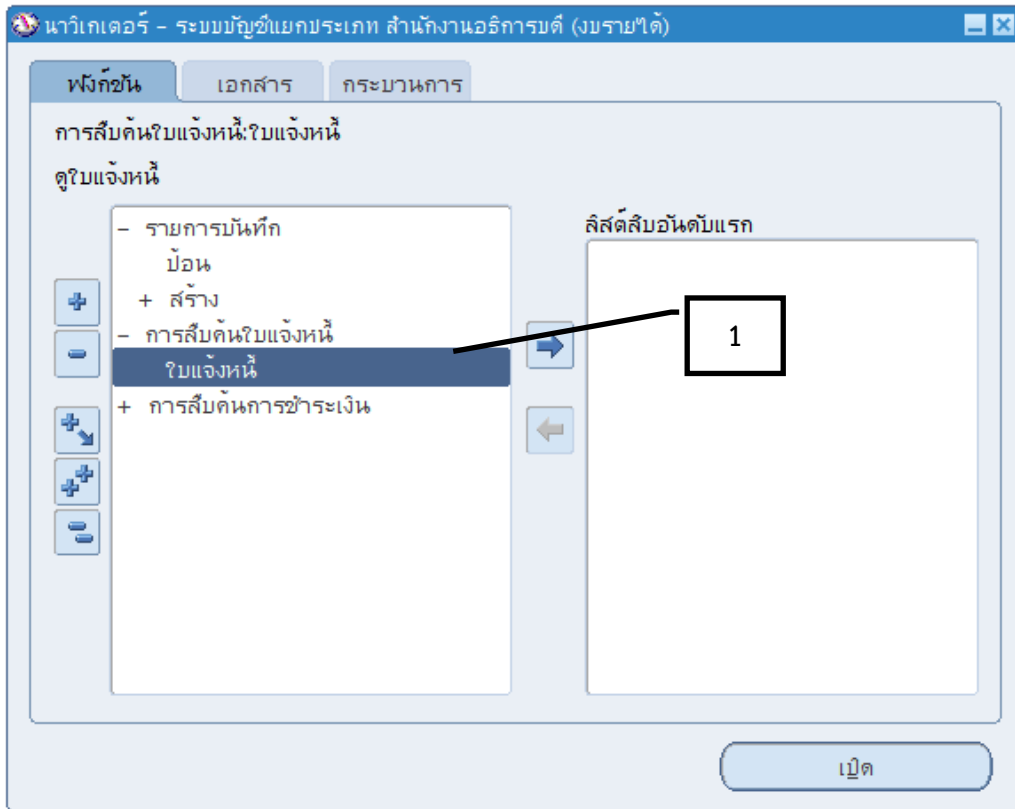 นาวิเกเตอร์ – ระบบบัญชีแยกประเภท สำนักงานอธิการบดี (งบรายได้)
ฟังก์ชัน เอกสาร กระบวนการ
การสืบค้นใบแจ้งหนี้:ใบแจ้งหนี้
ดูใบแจ้งหนี้
ลิสต์สิบอันดับแรก
– รายการบันทึก
ป้อน
+ สร้าง
– การสืบค้นใบแจ้งหนี้
1
ใบแจ้งหนี้
+ การสืบค้นการชำระเงิน
เปิด